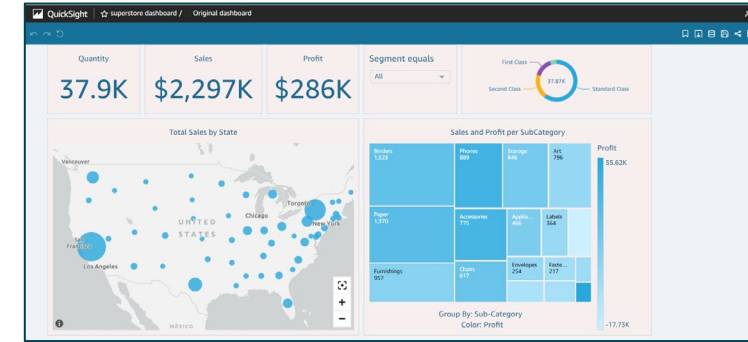 QuickSight superstore dashboard / Original dashboard
Quantity
37.9K
Sales
$2,297K
Profit
$286K
Segment equals
All
First Class
Second Class
37.87K
Standard Class
Total Sales by State
Vancouver
UNITED
STATES
Chicago
Toronto
New York
San
Francisco
Los Angeles
MÉXICO
Sales and Profit per SubCategory
Binders
1,523
Phones
889
Storage
846
Art
796
Paper
1,370
Accessories
775
Applia...
466
Labels
364
Furnishings
957
Chairs
617
Envelopes
254
Faste...
217
Profit
55.62K
-17.73K
Group By: Sub-Category
Color: Profit